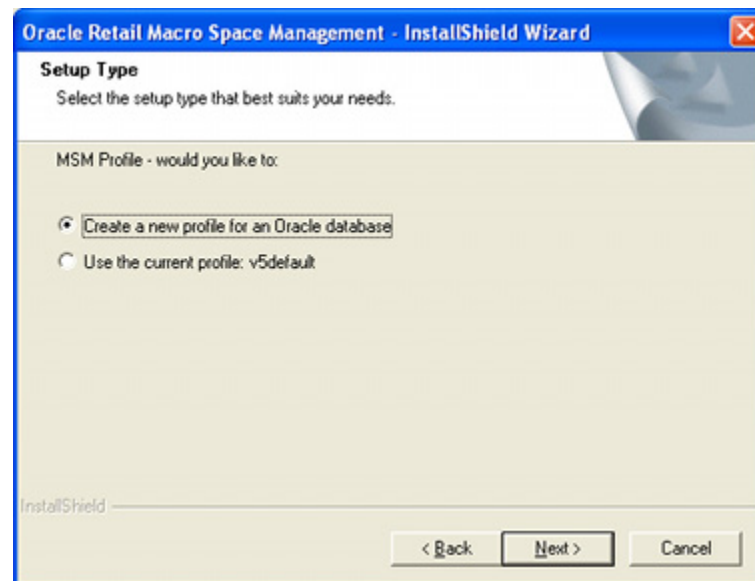 Oracle Retail Macro Space Management - InstallShield Wizard
Setup Type
Select the setup type that best suits your needs.
MSM Profile - would you like to:
Create a new profile for an Oracle database
Use the current profile: v5default
InstallShield
< Back
Next >
Cancel